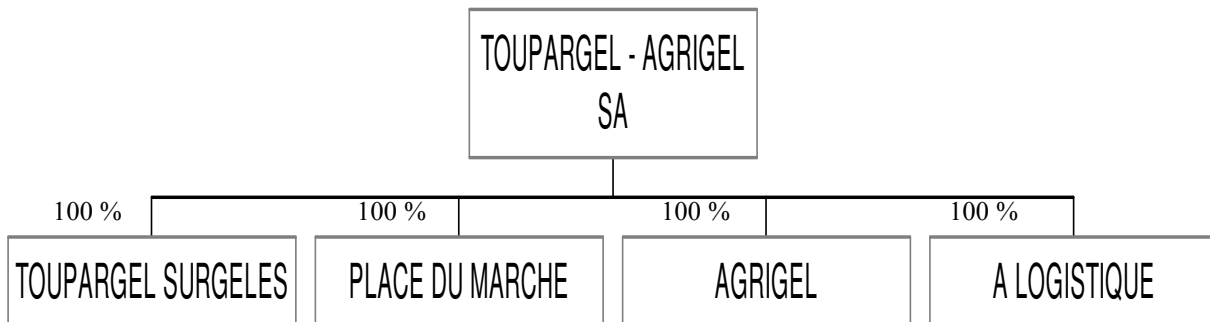 TOUPARGEL - AGRIGEL
SA
100 % 100 % 100 % 100 %
TOUPARGEL SURGELES PLACE DU MARCHE AGRIGEL A LOGISTIQUE